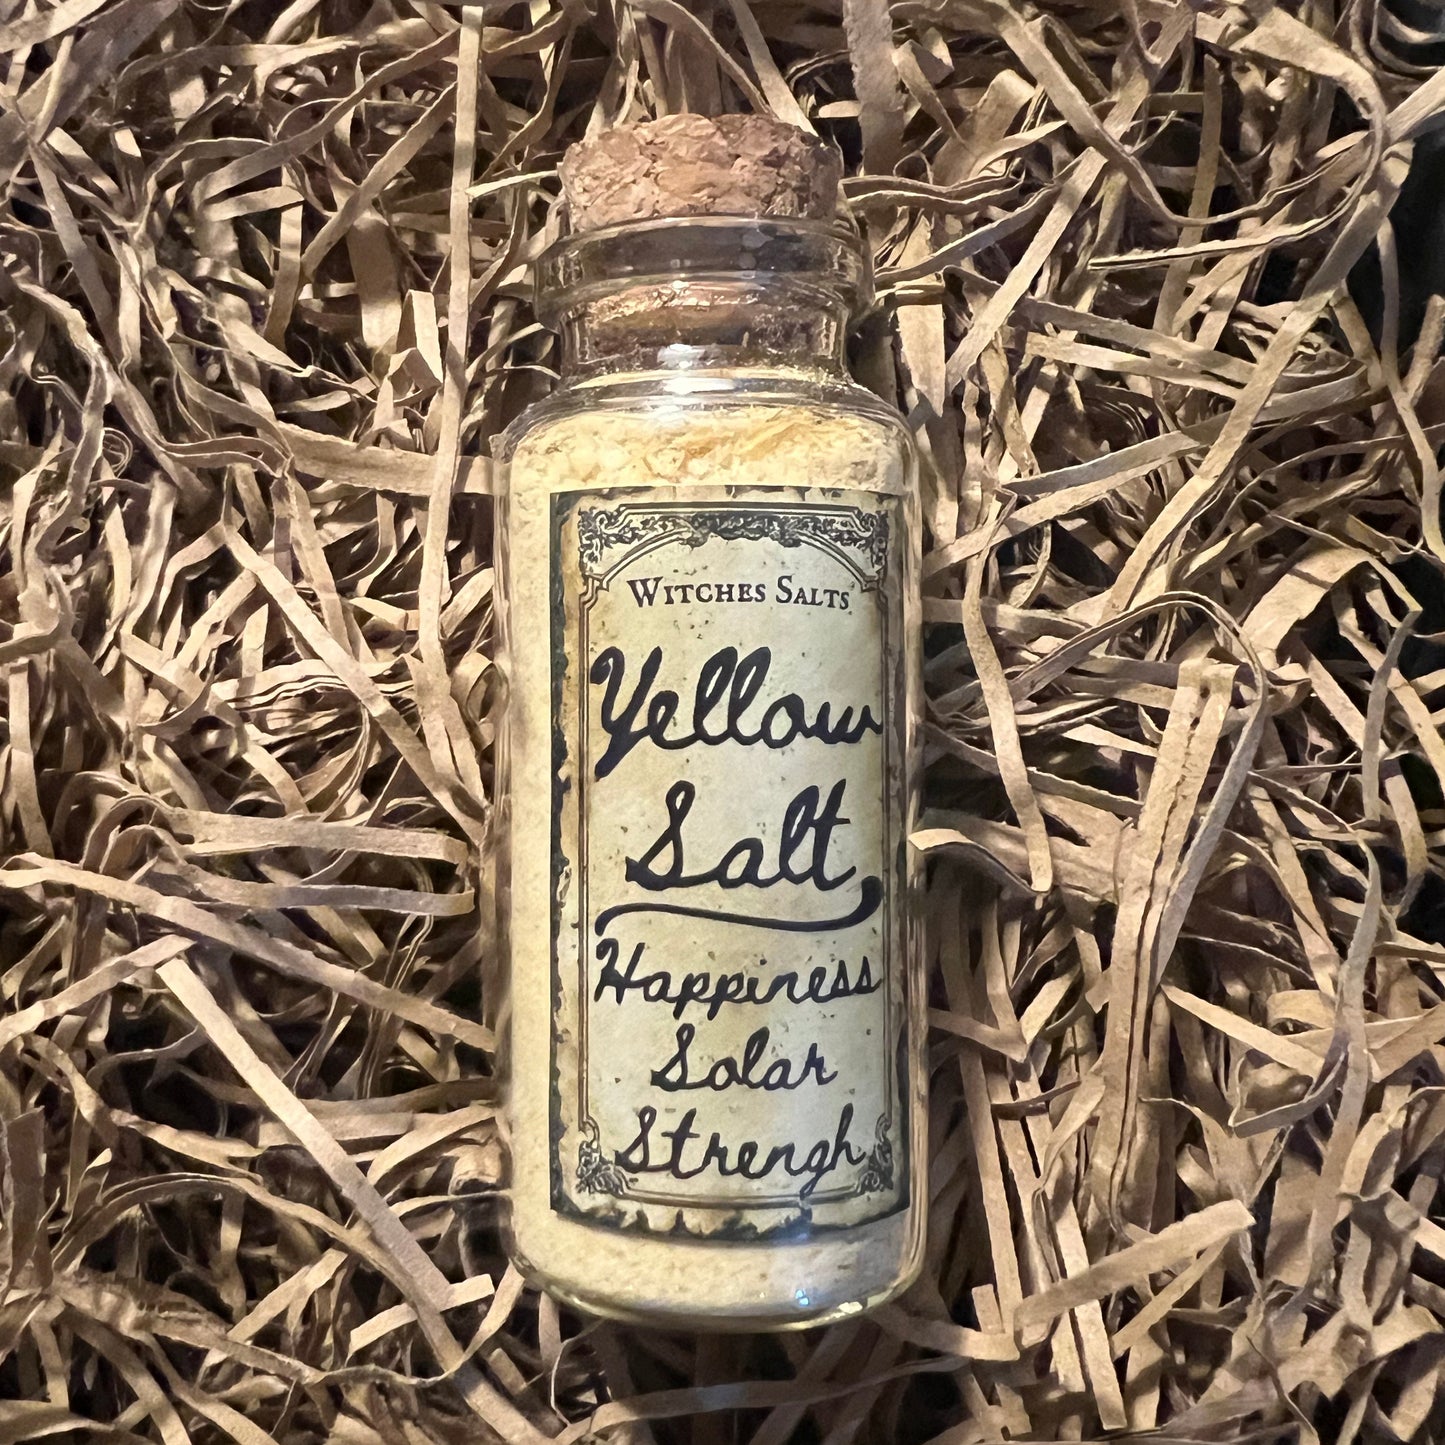 Witches Salts
Yellow
Salt
Happiness
Solar
Strengh